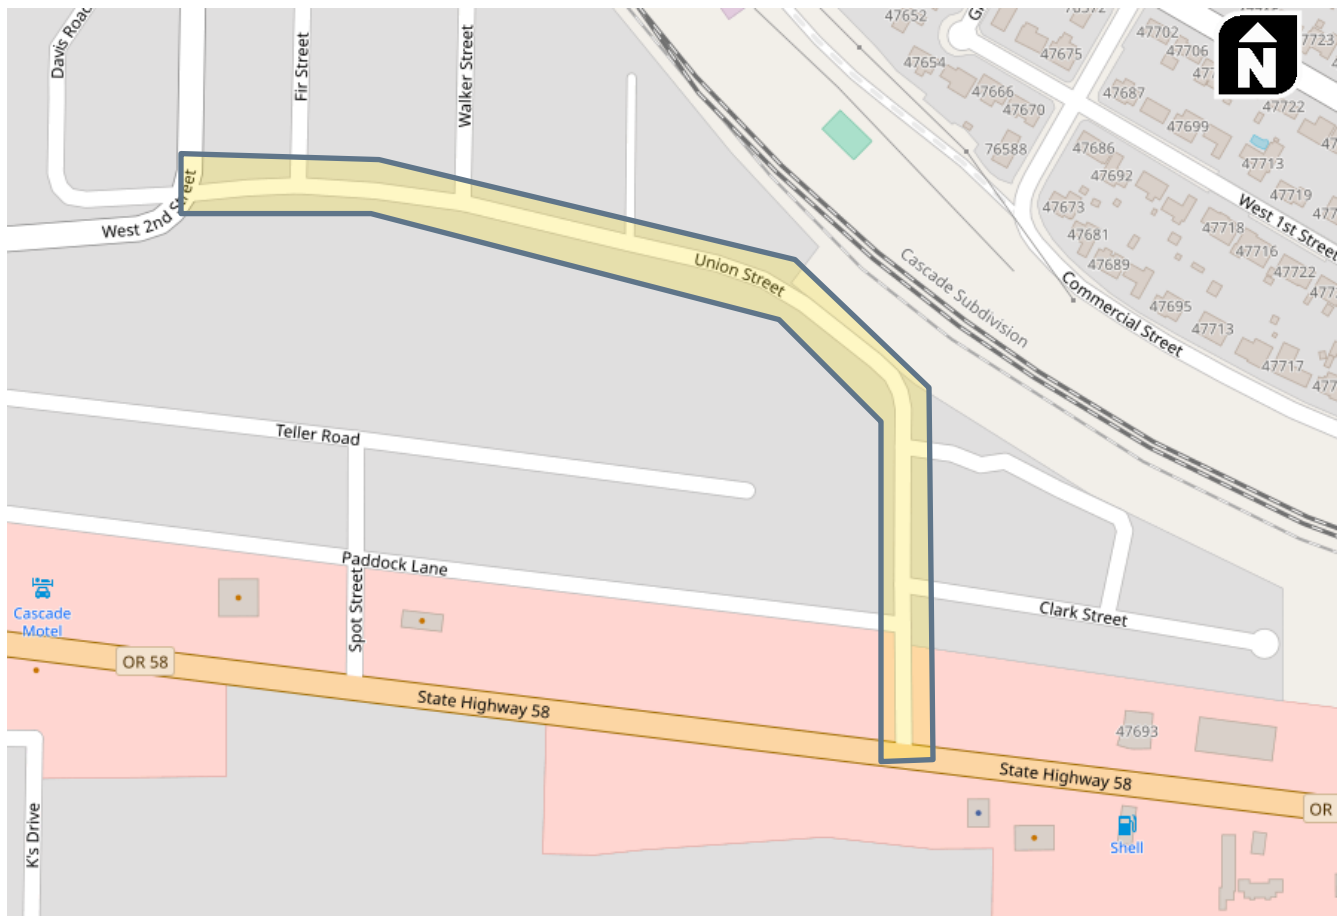 Davis Road
Fir Street
Walker Street
47652
47654
47666
47670
76588
47675
76372
47702
47706
47687
47699
47722
47723
N
47713
47719
47686
47692
47673
47681
47689
47695
47713
47717
47718
47716
47722
West 1st Street
Commercial Street
Cascade Subdivision
West 2nd Street
Union Street
Teller Road
Paddock Lane
Spot Street
Clark Street
Cascade
Motel
OR 58
State Highway 58
State Highway 58
OR
47693
Shell
K's Drive